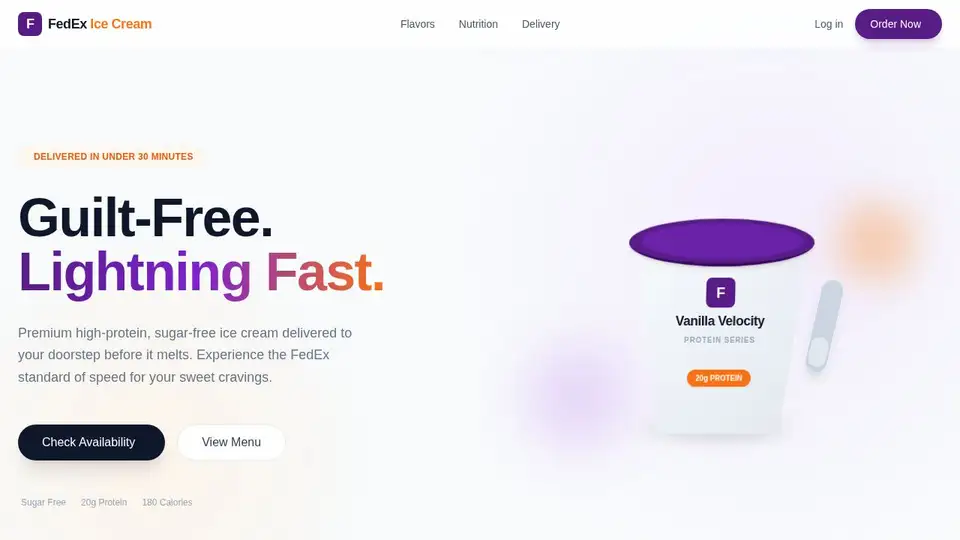 F FedEx Ice Cream
Flavors
Nutrition
Delivery
Log in
Order Now
DELIVERED IN UNDER 30 MINUTES
Guilt-Free.
Lightning Fast.
Premium high-protein, sugar-free ice cream delivered to
your doorstep before it melts. Experience the FedEx
standard of speed for your sweet cravings.
Check Availability
View Menu
Sugar Free
20g Protein
180 Calories
F
Vanilla Velocity
PROTEIN SERIES
20g PROTEIN